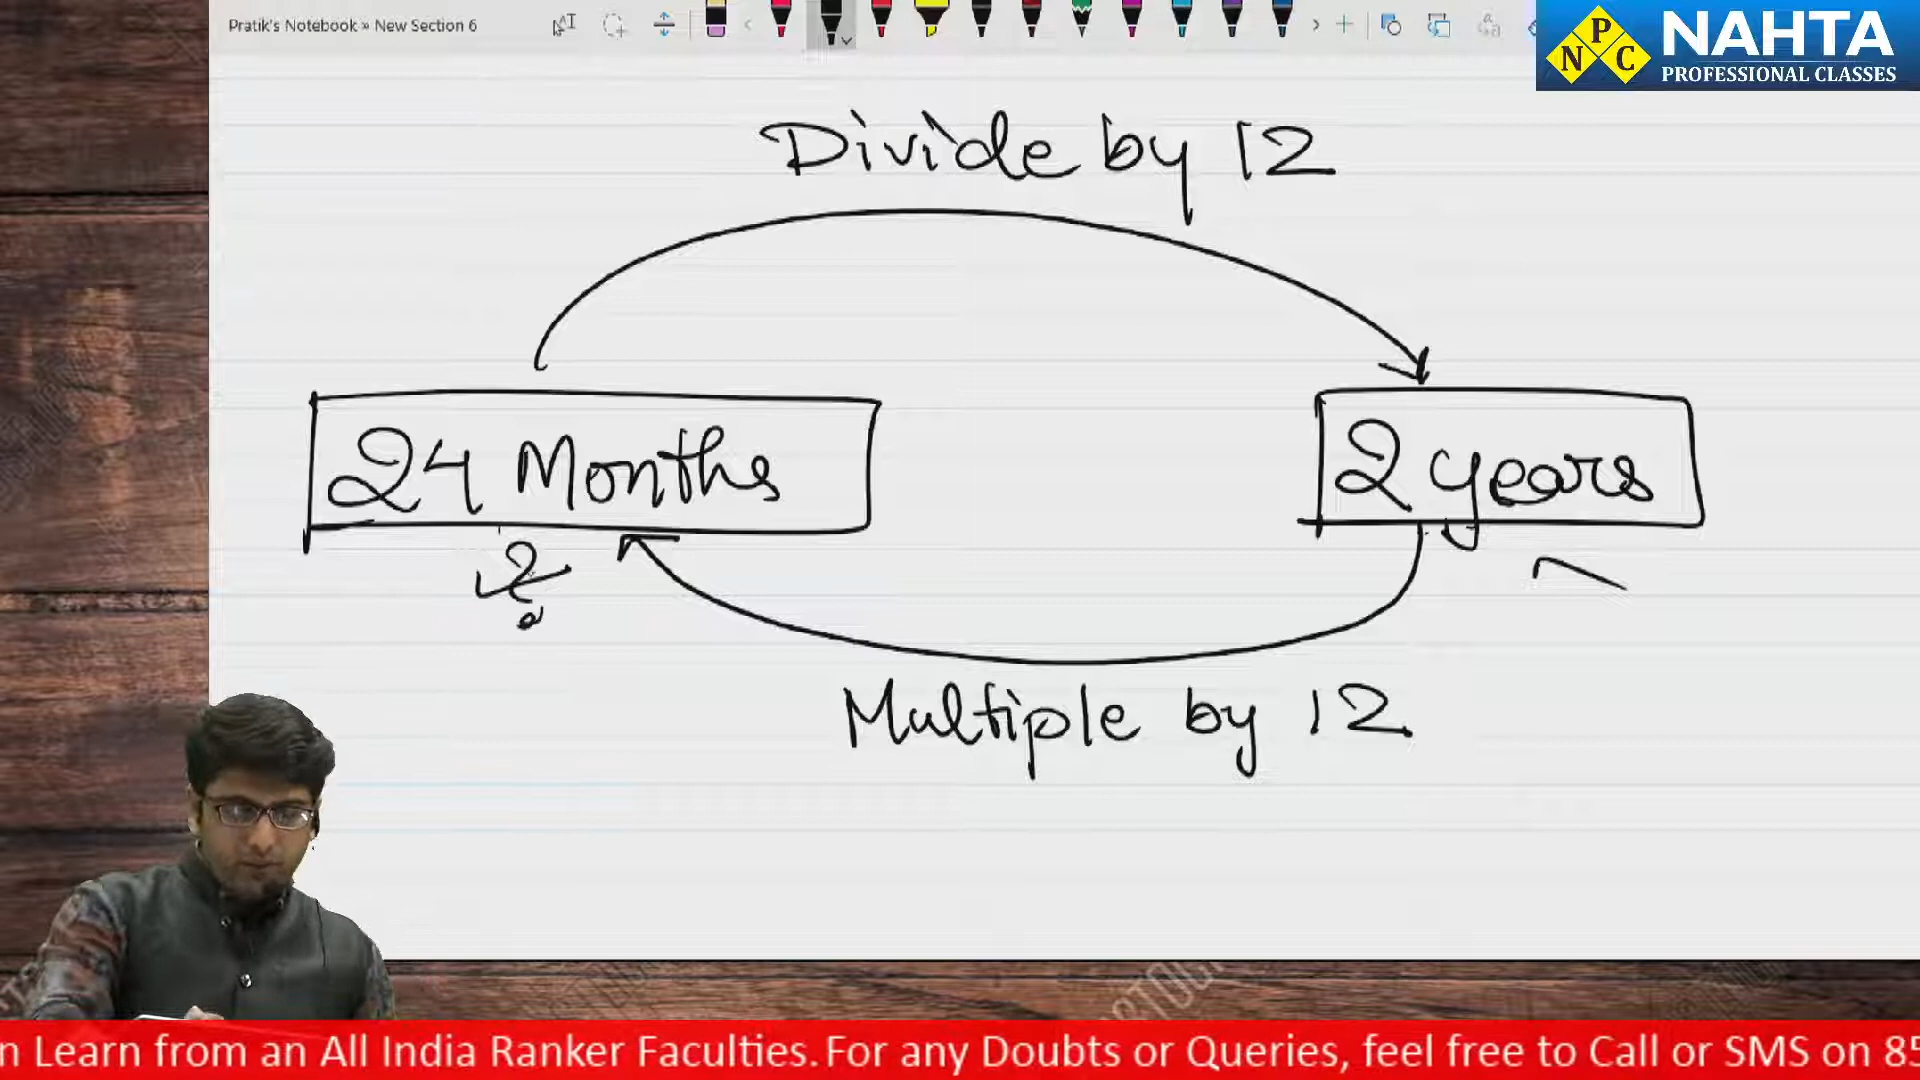 Pratik's Notebook » New Section 6
NPC
NAHTA
PROFESSIONAL CLASSES
Divide by 12
24 Months
2 years
2
Multiple by 12
n Learn from an All India Ranker Faculties. For any Doubts or Queries, feel free to Call or SMS on 85